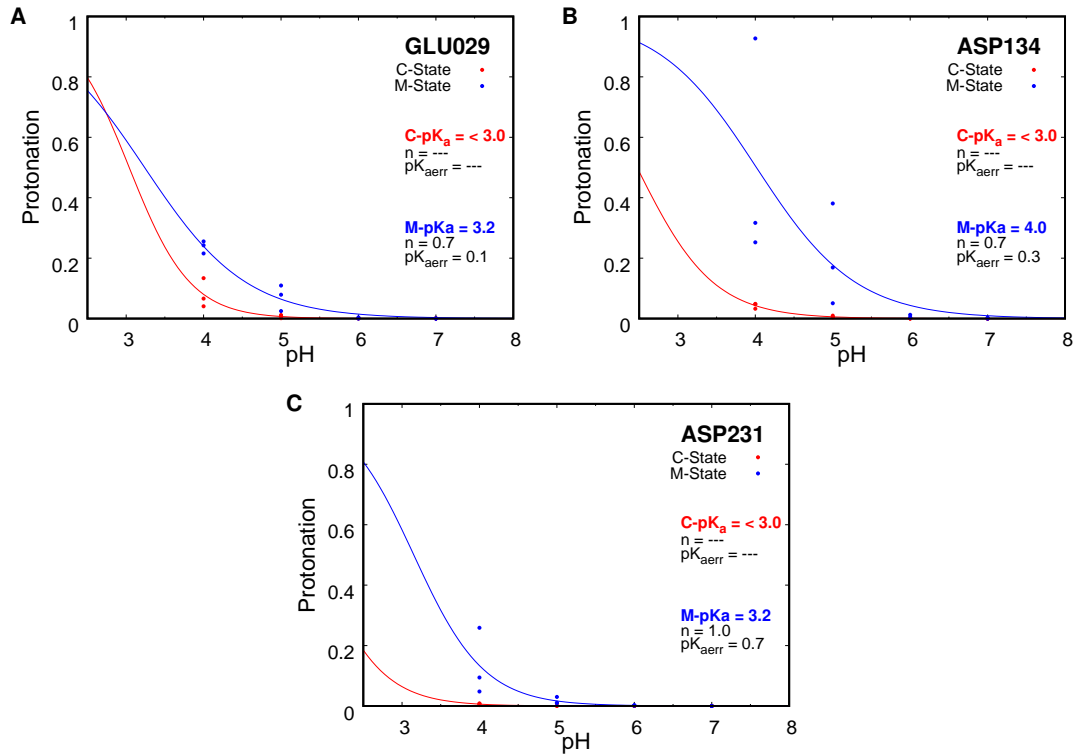 A
GLU029
C-State
M-State
C-pKa = < 3.0
n = ---
pKaerr = ---
M-pKa = 3.2
n = 0.7
pKaerr = 0.1
Protonation
1
0.8
0.6
0.4
0.2
0
3 4 5 6 7 8
pH
B
ASP134
C-State
M-State
C-pKa = < 3.0
n = ---
pKaerr = ---
M-pKa = 4.0
n = 0.7
pKaerr = 0.3
Protonation
1
0.8
0.6
0.4
0.2
0
3 4 5 6 7 8
pH
C
ASP231
C-State
M-State
C-pKa = < 3.0
n = ---
pKaerr = ---
M-pKa = 3.2
n = 1.0
pKaerr = 0.7
Protonation
1
0.8
0.6
0.4
0.2
0
3 4 5 6 7 8
pH